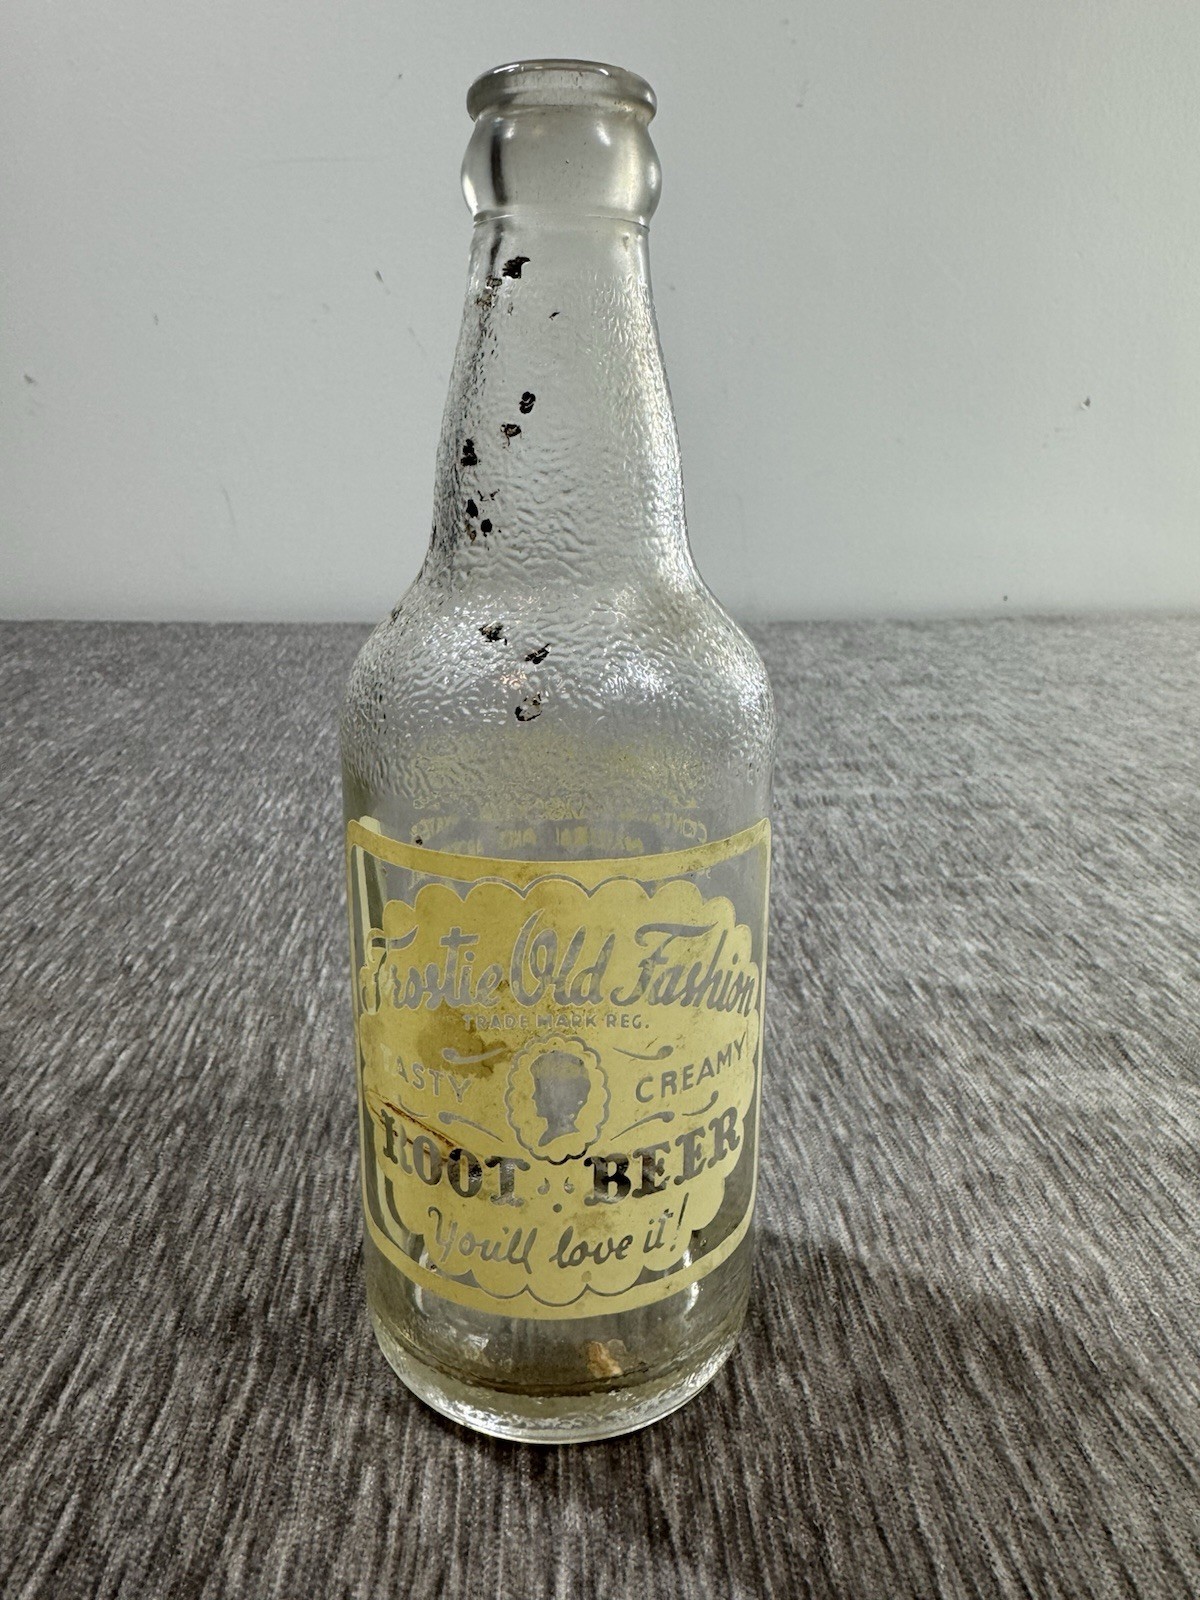 Frostie Old Fashion
TRADE MARK REG.
TASTY CREAMY
ROOT BEER
You'll love it!